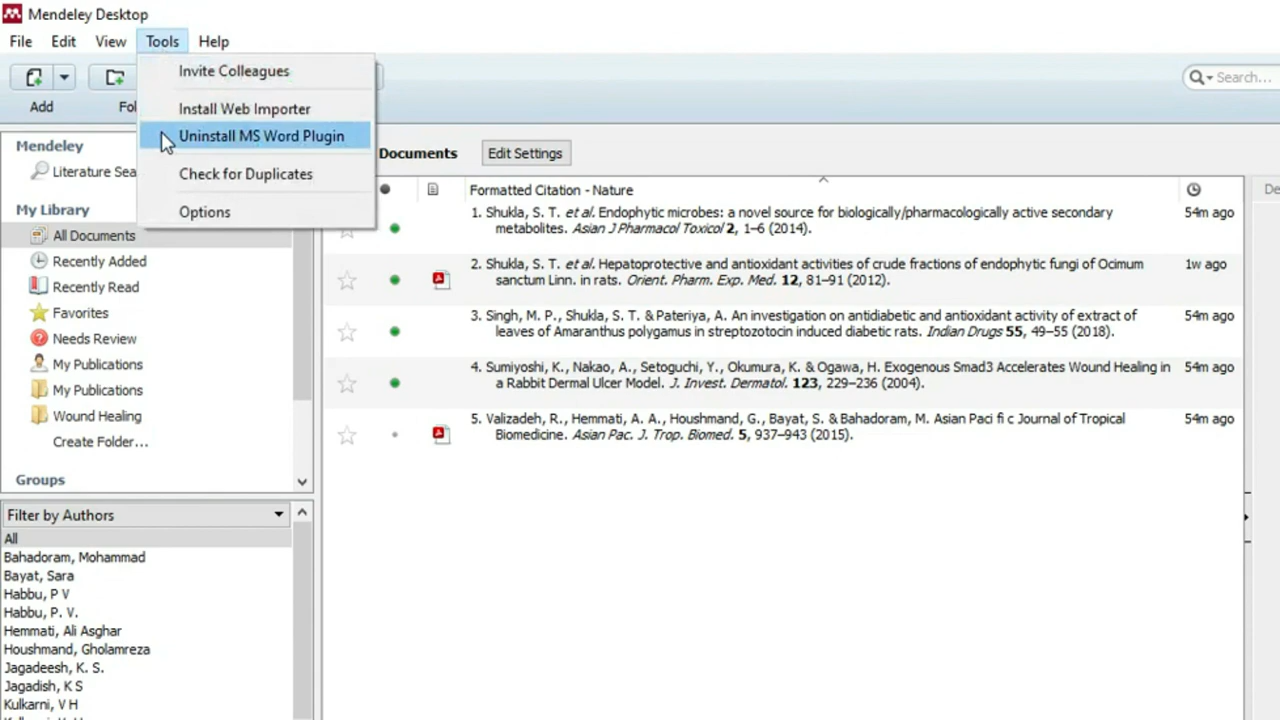 Mendeley Desktop
File Edit View Tools Help
Invite Colleagues
Install Web Importer
Uninstall MS Word Plugin
Check for Duplicates
Options
Search...
Add
Mendeley
My Library
All Documents
Recently Added
Recently Read
Favorites
Needs Review
My Publications
My Publications
Wound Healing
Create Folder...
Groups
Filter by Authors
All
Bahadoram, Mohammad
Bayat, Sara
Habbu, P V
Habbu, P. V.
Hemmati, Ali Asghar
Houshmand, Gholamreza
Jagadeesh, K. S.
Jagadish, K S
Kulkarni, V H
Documents Edit Settings
Formatted Citation - Nature
1. Shukla, S. T. et al. Endophytic microbes: a novel source for biologically/pharmacologically active secondary 54m ago
metabolites. Asian J Pharmacol Toxicol 2, 1–6 (2014).
2. Shukla, S. T. et al. Hepatoprotective and antioxidant activities of crude fractions of endophytic fungi of Ocimum 1w ago
sanctum Linn. in rats. Orient. Pharm. Exp. Med. 12, 81–91 (2012).
3. Singh, M. P., Shukla, S. T. & Pateriya, A. An investigation on antidiabetic and antioxidant activity of extract of 54m ago
leaves of Amaranthus polygamus in streptozotocin induced diabetic rats. Indian Drugs 55, 49–55 (2018).
4. Sumiyoshi, K., Nakao, A., Setoguchi, Y., Okumura, K. & Ogawa, H. Exogenous Smad3 Accelerates Wound Healing in 54m ago
a Rabbit Dermal Ulcer Model. J. Invest. Dermatol. 123, 229–236 (2004).
5. Valizadeh, R., Hemmati, A. A., Houshmand, G., Bayat, S. & Bahadoram, M. Asian Paci fi c Journal of Tropical 54m ago
Biomedicine. Asian Pac. J. Trop. Biomed. 5, 937–943 (2015).